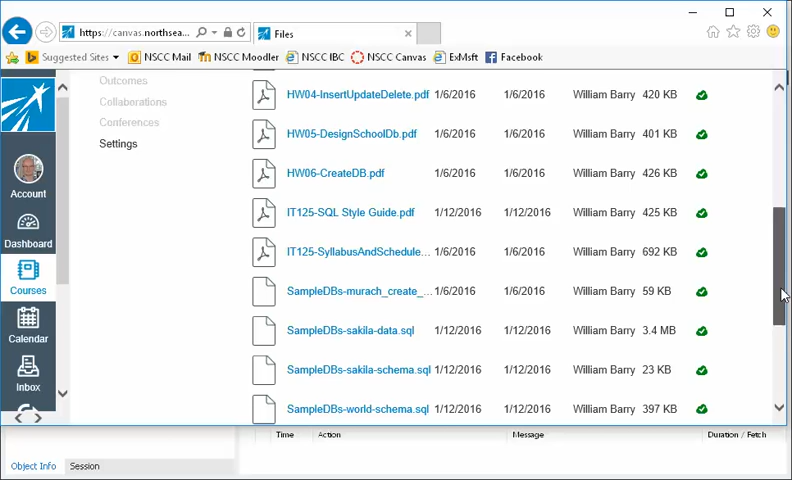 https://canvas.northsea...
Files
Suggested Sites
NSCC Mail
NSCC Moodler
NSCC IBC
NSCC Canvas
ExMsft
Facebook
Outcomes
Collaborations
Conferences
Settings
Account
Dashboard
Courses
Calendar
Inbox
HW04-InsertUpdateDelete.pdf 1/6/2016 1/6/2016 William Barry 420 KB
HW05-DesignSchoolDb.pdf 1/6/2016 1/6/2016 William Barry 401 KB
HW06-CreateDB.pdf 1/6/2016 1/6/2016 William Barry 426 KB
IT125-SQL Style Guide.pdf 1/12/2016 1/12/2016 William Barry 425 KB
IT125-SyllabusAndSchedule... 1/6/2016 1/6/2016 William Barry 692 KB
SampleDBs-murach_create_... 1/6/2016 1/6/2016 William Barry 59 KB
SampleDBs-sakila-data.sql 1/12/2016 1/12/2016 William Barry 3.4 MB
SampleDBs-sakila-schema.sql 1/12/2016 1/12/2016 William Barry 23 KB
SampleDBs-world-schema.sql 1/12/2016 1/12/2016 William Barry 397 KB
Time Action Message Duration / Fetch
Object Info Session